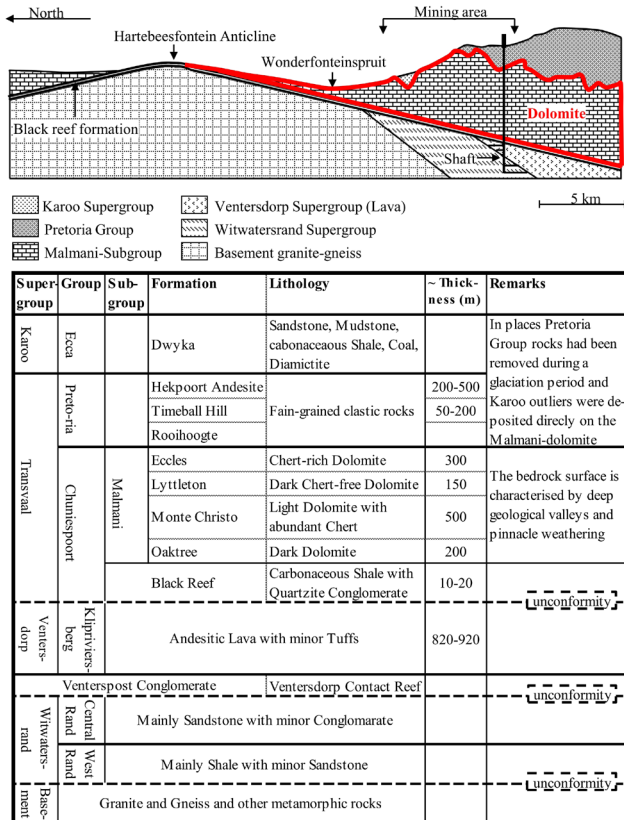 North
Mining area
Hartebeesfontein Anticline
Wonderfonteinspruit
Black reef formation
Dolomite
Shaft
Karoo Supergroup
Ventersdorp Supergroup (Lava)
5 km
Pretoria Group
Witwatersrand Supergroup
Malmani-Subgroup
Basement granite-gneiss
Super-group Group Sub-group Formation Lithology ~ Thick-ness (m) Remarks
Karoo Ecca Dwyka Sandstone, Mudstone,
cabonaceaous Shale, Coal,
Diamictite
In places Pretoria
Group rocks had been
removed during a
glaciation period and
Karoo outliers were de-
posited direcly on the
Malmani-dolomite
Transvaal Preto-ria Hekpoort Andesite Fain-grained clastic rocks 200-500
Timeball Hill 50-200
Rooihoogte
Chuniespoort Malmani Eccles Chert-rich Dolomite 300
Lyttleton Dark Chert-free Dolomite 150
Monte Christo Light Dolomite with
abundant Chert 500
Oaktree Dark Dolomite 200
The bedrock surface is
characterised by deep
geological valleys and
pinnacle weathering
Black Reef Carbonaceous Shale with
Quartzite Conglomerate 10-20
unconformity
Venters-dorp Klipriviers-berg Andesitic Lava with minor Tuffs 820-920
Venterspost Conglomerate Ventersdorp Contact Reef
unconformity
Witwaters-rand Central Rand Mainly Sandstone with minor Conglomarate
West Rand Mainly Shale with minor Sandstone
unconformity
Base-ment Granite and Gneiss and other metamorphic rocks